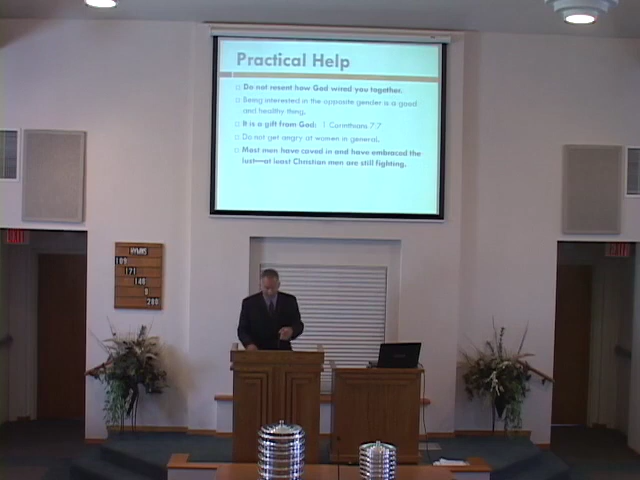 Practical Help
Do not resent how God wired you together.
Being interested in the opposite gender is a good
and healthy thing.
It is a gift from God: 1 Corinthians 7:7
Do not get angry at women in general.
Most men have caved in and have embraced the
lust—at least Christian men are still fighting.
EXIT
EXIT
HYMNS
109
171
148
8
200